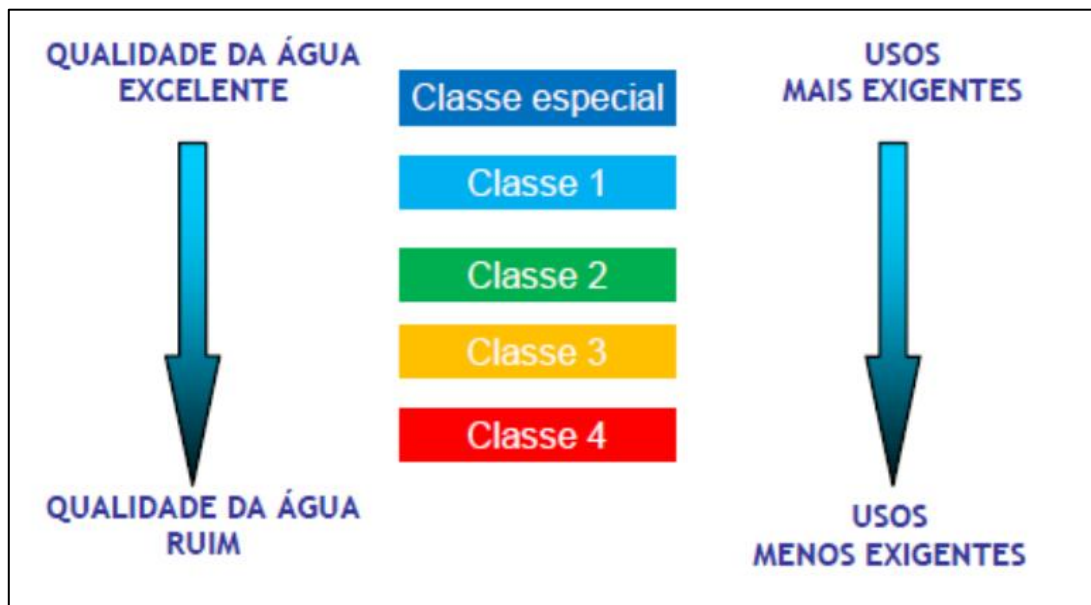 QUALIDADE DA ÁGUA
EXCELENTE
USOS
MAIS EXIGENTES
Classe especial
Classe 1
Classe 2
Classe 3
Classe 4
QUALIDADE DA ÁGUA
RUIM
USOS
MENOS EXIGENTES